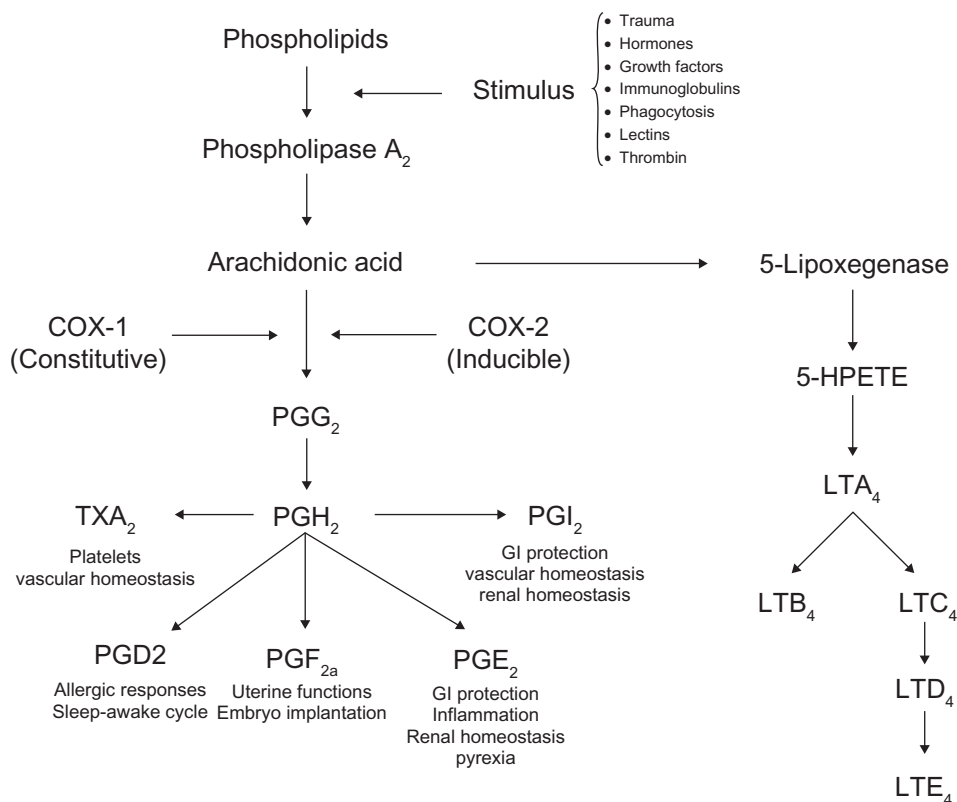 Phospholipids
Stimulus
• Trauma
• Hormones
• Growth factors
• Immunoglobulins
• Phagocytosis
• Lectins
• Thrombin
Phospholipase A₂
Arachidonic acid
5-Lipoxegenase
COX-1
(Constitutive)
COX-2
(Inducible)
5-HPETE
PGG₂
LTA₄
TXA₂
Platelets
vascular homeostasis
PGH₂
PGI₂
GI protection
vascular homeostasis
renal homeostasis
LTB₄
LTC₄
PGD2
Allergic responses
Sleep-awake cycle
PGF₂ₐ
Uterine functions
Embryo implantation
PGE₂
GI protection
Inflammation
Renal homeostasis
pyrexia
LTD₄
LTE₄